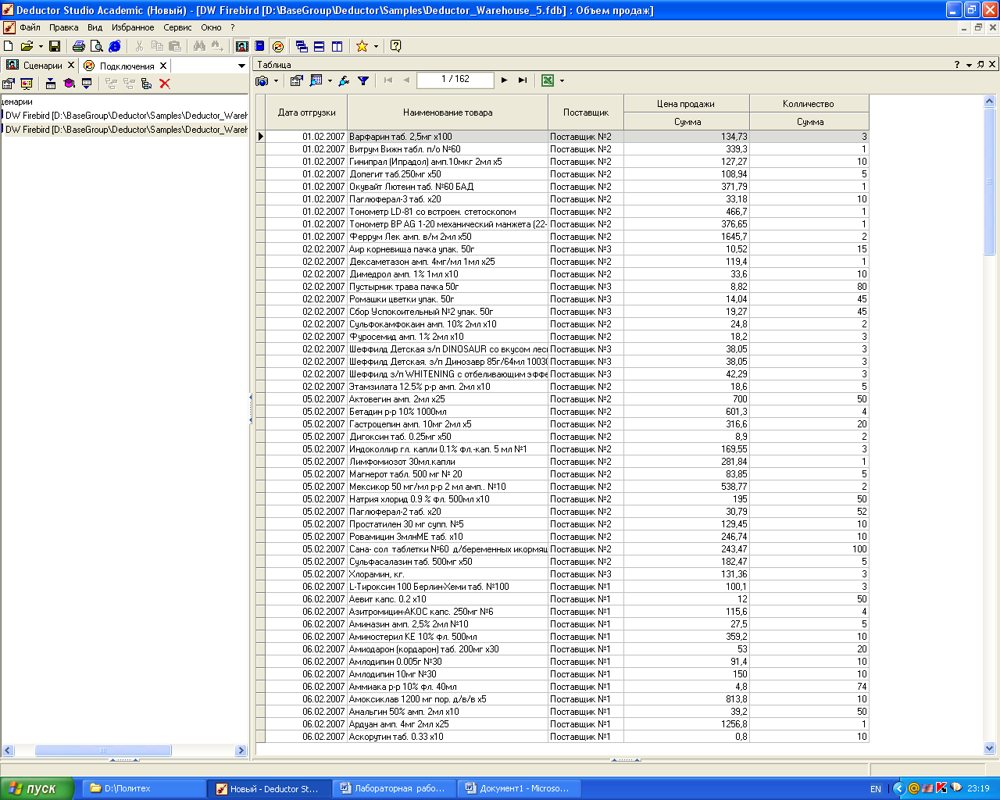 Deductor Studio Academic (Новый) - [DW Firebird [D:\BaseGroup\Deductor\Samples\Deductor_Warehouse_5.fdb] : Объем продаж]
Файл Правка Вид Избранное Сервис Окно ?
Сценарии Подключения
Таблица
1 / 162
ценарии
DW Firebird [D:\BaseGroup\Deductor\Samples\Deductor_Wareh
DW Firebird [D:\BaseGroup\Deductor\Samples\Deductor_Wareh
Дата отгрузки Наименование товара Поставщик Цена продажи Колличество
Сумма Сумма
01.02.2007 Варфарин таб. 2,5мг х100 Поставщик №2 134,73 3
01.02.2007 Витрум Вижн табл. п/о №60 Поставщик №2 339,3 1
01.02.2007 Гинипрал (Ипрадол) амп.10мкг 2мл х5 Поставщик №2 127,27 10
01.02.2007 Допегит таб.250мг х50 Поставщик №2 108,94 5
01.02.2007 Окувайт Лютеин таб. №60 БАД Поставщик №2 371,79 1
01.02.2007 Паглюферал-3 таб. х20 Поставщик №2 33,18 10
01.02.2007 Тонометр LD-81 со встроен. стетоскопом Поставщик №2 466,7 1
01.02.2007 Тонометр BP AG 1-20 механический манжета (22- Поставщик №2 376,65 1
01.02.2007 Феррум Лек амп. в/м 2мл х50 Поставщик №2 1645,7 2
02.02.2007 Аир корневища пачка упак. 50г Поставщик №3 10,52 15
02.02.2007 Дексаметазон амп. 4мг/мл 1мл х25 Поставщик №2 119,4 1
02.02.2007 Димедрол амп. 1% 1мл х10 Поставщик №2 33,6 10
02.02.2007 Пустырник трава пачка 50г Поставщик №3 8,82 80
02.02.2007 Ромашки цветки упак. 50г Поставщик №3 14,04 45
02.02.2007 Сбор Успокоительный №2 упак. 50г Поставщик №3 19,27 45
02.02.2007 Сульфокамфокаин амп. 10% 2мл х10 Поставщик №2 24,8 2
02.02.2007 Фуросемид амп. 1% 2мл х10 Поставщик №2 18,2 3
02.02.2007 Шеффилд Детская з/п DINOSAUR со вкусом лес Поставщик №3 38,05 3
02.02.2007 Шеффилд Детская. з/п Динозавр 85г/64мл 10030 Поставщик №3 38,05 3
02.02.2007 Шеффилд з/п WHITENING с отбеливающим эффе Поставщик №3 42,29 3
02.02.2007 Этамзилата 12.5% р-р амп. 2мл х10 Поставщик №2 18,6 5
05.02.2007 Актовегин амп. 2мл х25 Поставщик №2 700 50
05.02.2007 Бетадин р-р 10% 1000мл Поставщик №2 601,3 4
05.02.2007 Гастроцепин амп. 10мг 2мл х5 Поставщик №2 316,6 20
05.02.2007 Дигоксин таб. 0.25мг х50 Поставщик №2 8,9 2
05.02.2007 Индоколлир гл. капли 0.1% фл.-кап. 5 мл №1 Поставщик №2 169,55 3
05.02.2007 Лимфомиозот 30мл.капли Поставщик №2 281,84 1
05.02.2007 Магнерот табл. 500 мг № 20 Поставщик №2 83,85 5
05.02.2007 Мексикор 50 мг/мл р-р 2 мл амп.. №10 Поставщик №2 538,77 2
05.02.2007 Натрия хлорид 0.9 % фл. 500мл х10 Поставщик №2 195 50
05.02.2007 Паглюферал-2 таб. х20 Поставщик №2 30,79 52
05.02.2007 Простатилен 30 мг супп. №5 Поставщик №2 129,45 10
05.02.2007 Ровамицин 3млнМЕ таб. х10 Поставщик №2 246,74 10
05.02.2007 Сана- сол таблетки №60 д/беременных икормящ Поставщик №2 243,47 100
05.02.2007 Сульфасалазин таб. 500мг х50 Поставщик №2 182,47 5
05.02.2007 Хлорамин, кг. Поставщик №3 131,36 3
06.02.2007 L-Тироксин 100 Берлин-Хеми таб. №100 Поставщик №1 100,1 3
06.02.2007 Аевит капс. 0.2 х10 Поставщик №1 12 50
06.02.2007 Азитромицин-АКОС капс. 250мг №6 Поставщик №1 115,6 4
06.02.2007 Аминазин амп. 2,5% 2мл №10 Поставщик №1 27,5 5
06.02.2007 Аминостерил КЕ 10% фл. 500мл Поставщик №1 359,2 10
06.02.2007 Амиодарон (кордарон) таб. 200мг х30 Поставщик №1 53 20
06.02.2007 Амлодипин 0.005г №30 Поставщик №1 91,4 10
06.02.2007 Амлодипин 10мг №30 Поставщик №1 150 10
06.02.2007 Аммиака р-р 10% фл. 40мл Поставщик №1 4,8 74
06.02.2007 Амоксиклав 1200 мг пор. д/в/в х5 Поставщик №1 813,8 10
06.02.2007 Анальгин 50% амп. 2мл х10 Поставщик №1 39,2 50
06.02.2007 Ардуан амп. 4мг 2мл х25 Поставщик №1 1256,8 1
06.02.2007 Аскорутин таб. 0.33 х10 Поставщик №1 0,8 10
пуск D:\Политех Новый - Deductor St... Лабораторная рабо... Документ1 - Microso... EN 23:19